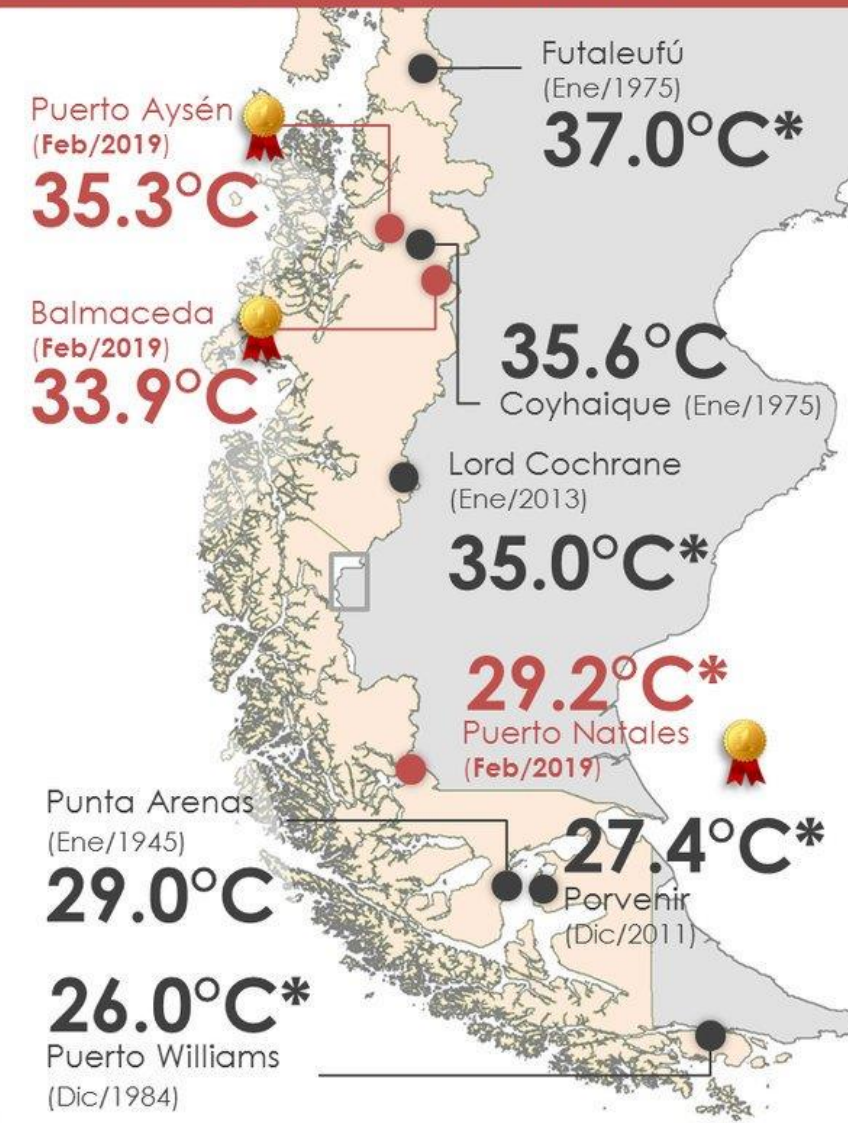 Futaleufú
(Ene/1975)
37.0°C*
Puerto Aysén
(Feb/2019)
35.3°C
Balmaceda
(Feb/2019)
33.9°C
35.6°C
Coyhaique (Ene/1975)
Lord Cochrane
(Ene/2013)
35.0°C*
29.2°C*
Puerto Natales
(Feb/2019)
Punta Arenas
(Ene/1945)
29.0°C
27.4°C*
Porvenir
(Dic/2011)
26.0°C*
Puerto Williams
(Dic/1984)